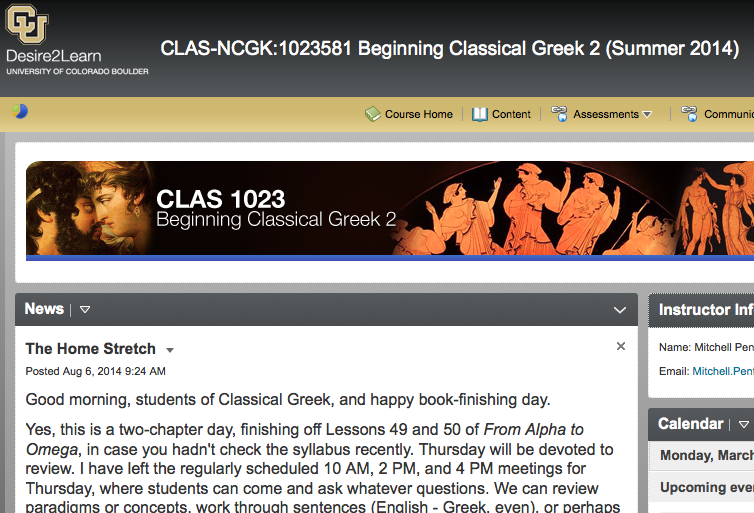 CU
Desire2Learn
UNIVERSITY OF COLORADO BOULDER
CLAS-NCGK:1023581 Beginning Classical Greek 2 (Summer 2014)
Course Home
Content
Assessments
Communic
CLAS 1023
Beginning Classical Greek 2
News
The Home Stretch
Posted Aug 6, 2014 9:24 AM
Good morning, students of Classical Greek, and happy book-finishing day.
Yes, this is a two-chapter day, finishing off Lessons 49 and 50 of From Alpha to
Omega, in case you hadn't check the syllabus recently. Thursday will be devoted to
review. I have left the regularly scheduled 10 AM, 2 PM, and 4 PM meetings for
Thursday, where students can come and ask whatever questions. We can review
paradigms or concepts, work through sentences (English - Greek, even), or perhaps
Instructor Inf
Name: Mitchell Pen
Email: Mitchell.Penf
Calendar
Monday, March
Upcoming eve